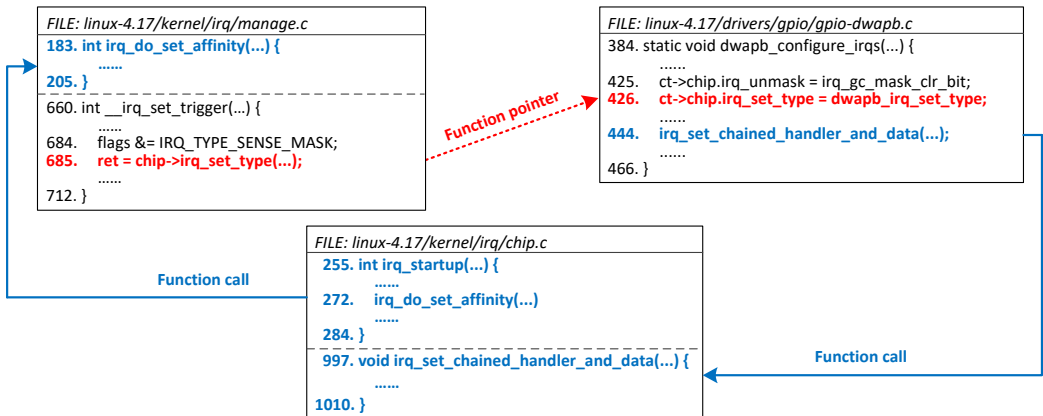 FILE: linux-4.17/kernel/irq/manage.c
183. int irq_do_set_affinity(...) {
......
205. }
660. int __irq_set_trigger(...) {
......
684. flags &= IRQ_TYPE_SENSE_MASK;
685. ret = chip->irq_set_type(...);
......
712. }
Function pointer
FILE: linux-4.17/drivers/gpio/gpio-dwapb.c
384. static void dwapb_configure_irqs(...) {
......
425. ct->chip.irq_unmask = irq_gc_mask_clr_bit;
426. ct->chip.irq_set_type = dwapb_irq_set_type;
......
444. irq_set_chained_handler_and_data(...);
......
466. }
Function call
FILE: linux-4.17/kernel/irq/chip.c
255. int irq_startup(...) {
......
272. irq_do_set_affinity(...)
......
284. }
997. void irq_set_chained_handler_and_data(...) {
......
1010. }
Function call